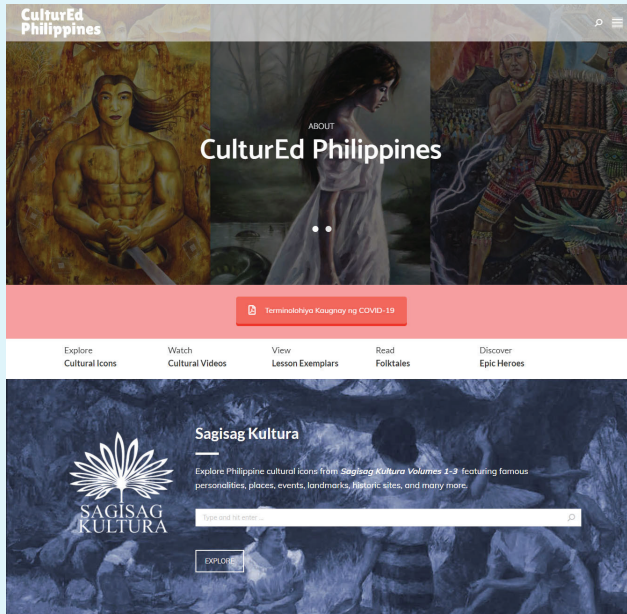 CulturEd
Philippines
ABOUT
CulturEd Philippines
Terminolohiya Kaugnay ng COVID-19
Explore
Cultural Icons
Watch
Cultural Videos
View
Lesson Exemplars
Read
Folktales
Discover
Epic Heroes
SAGISAG
KULTURA
Sagisag Kultura
Explore Philippine cultural icons from Sagisag Kultura Volumes 1-3 featuring famous
personalities, places, events, landmarks, historic sites, and many more.
Type and hit enter ...
EXPLORE